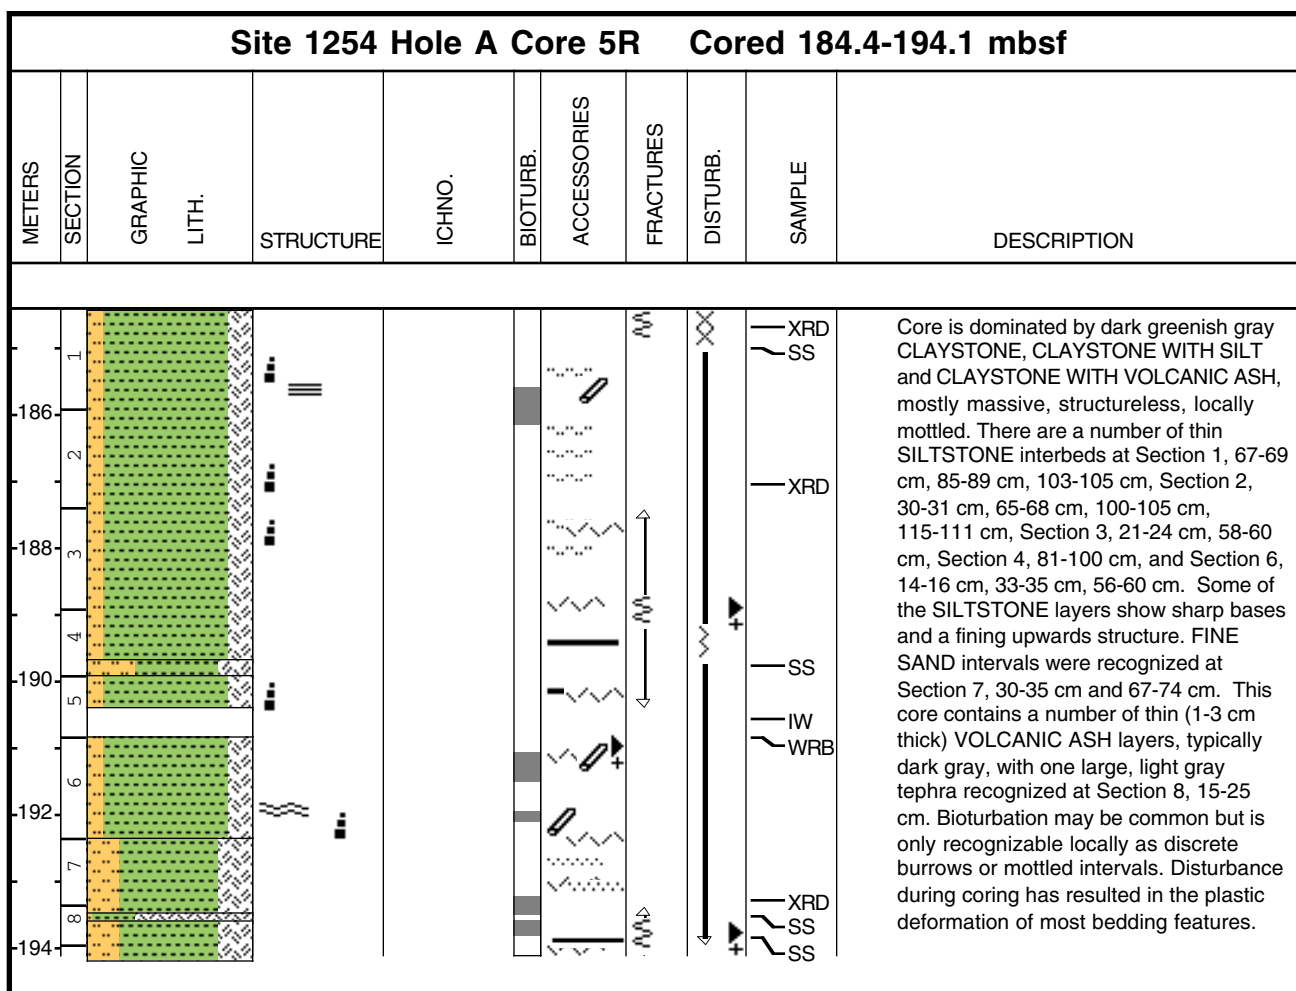 Site 1254 Hole A Core 5R Cored 184.4-194.1 mbsf
METERS
SECTION
GRAPHIC
LITH.
STRUCTURE
ICHNO.
BIOTURB.
ACCESSORIES
FRACTURES
DISTURB.
SAMPLE
DESCRIPTION
1
2
3
4
5
6
7
8
-186
-188
-190
-192
-194
XRD
SS
XRD
SS
IW
WRB
XRD
SS
SS
Core is dominated by dark greenish gray
CLAYSTONE, CLAYSTONE WITH SILT
and CLAYSTONE WITH VOLCANIC ASH,
mostly massive, structureless, locally
mottled. There are a number of thin
SILTSTONE interbeds at Section 1, 67-69
cm, 85-89 cm, 103-105 cm, Section 2,
30-31 cm, 65-68 cm, 100-105 cm,
115-111 cm, Section 3, 21-24 cm, 58-60
cm, Section 4, 81-100 cm, and Section 6,
14-16 cm, 33-35 cm, 56-60 cm. Some of
the SILTSTONE layers show sharp bases
and a fining upwards structure. FINE
SAND intervals were recognized at
Section 7, 30-35 cm and 67-74 cm. This
core contains a number of thin (1-3 cm
thick) VOLCANIC ASH layers, typically
dark gray, with one large, light gray
tephra recognized at Section 8, 15-25
cm. Bioturbation may be common but is
only recognizable locally as discrete
burrows or mottled intervals. Disturbance
during coring has resulted in the plastic
deformation of most bedding features.